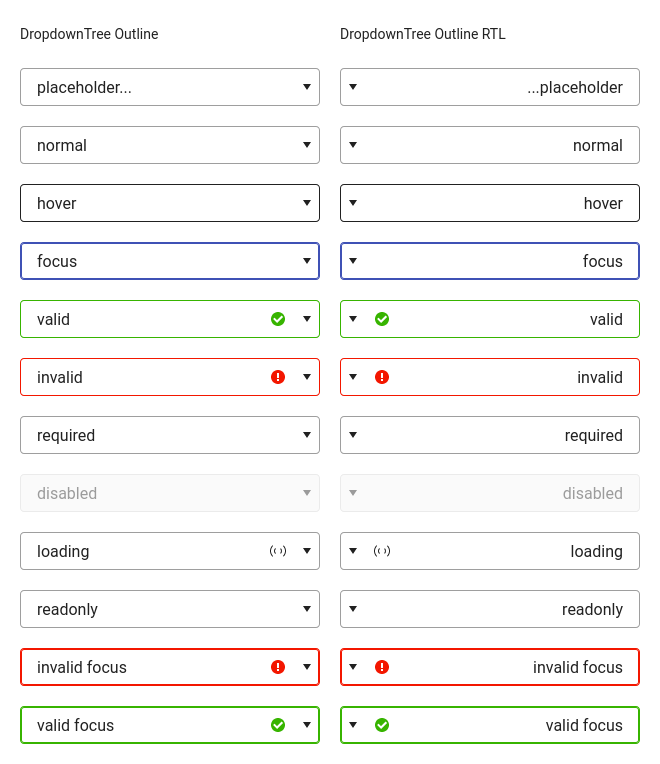 DropdownTree Outline
DropdownTree Outline RTL
placeholder...
...placeholder
normal
normal
hover
hover
focus
focus
valid
valid
invalid
invalid
required
required
disabled
disabled
loading
loading
readonly
readonly
invalid focus
invalid focus
valid focus
valid focus